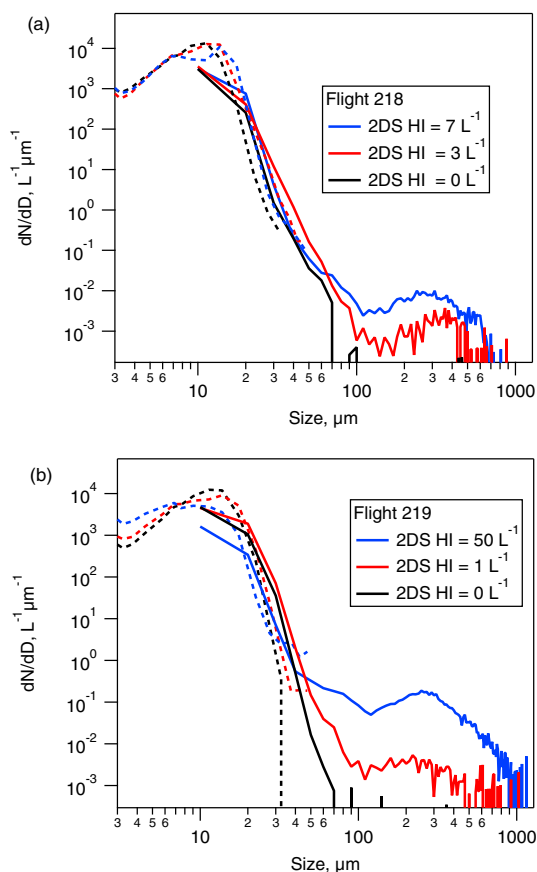 (a)
dN/dD, L⁻¹μm⁻¹
10⁴
10³
10²
10¹
10⁰
10⁻¹
10⁻²
10⁻³
Flight 218
2DS HI = 7 L⁻¹
2DS HI = 3 L⁻¹
2DS HI = 0 L⁻¹
3 4 5 6 10 2 3 4 5 6 100 2 3 4 5 6 1000
Size, μm
(b)
dN/dD, L⁻¹μm⁻¹
10⁴
10³
10²
10¹
10⁰
10⁻¹
10⁻²
10⁻³
Flight 219
2DS HI = 50 L⁻¹
2DS HI = 1 L⁻¹
2DS HI = 0 L⁻¹
3 4 5 6 10 2 3 4 5 6 100 2 3 4 5 6 1000
Size, μm